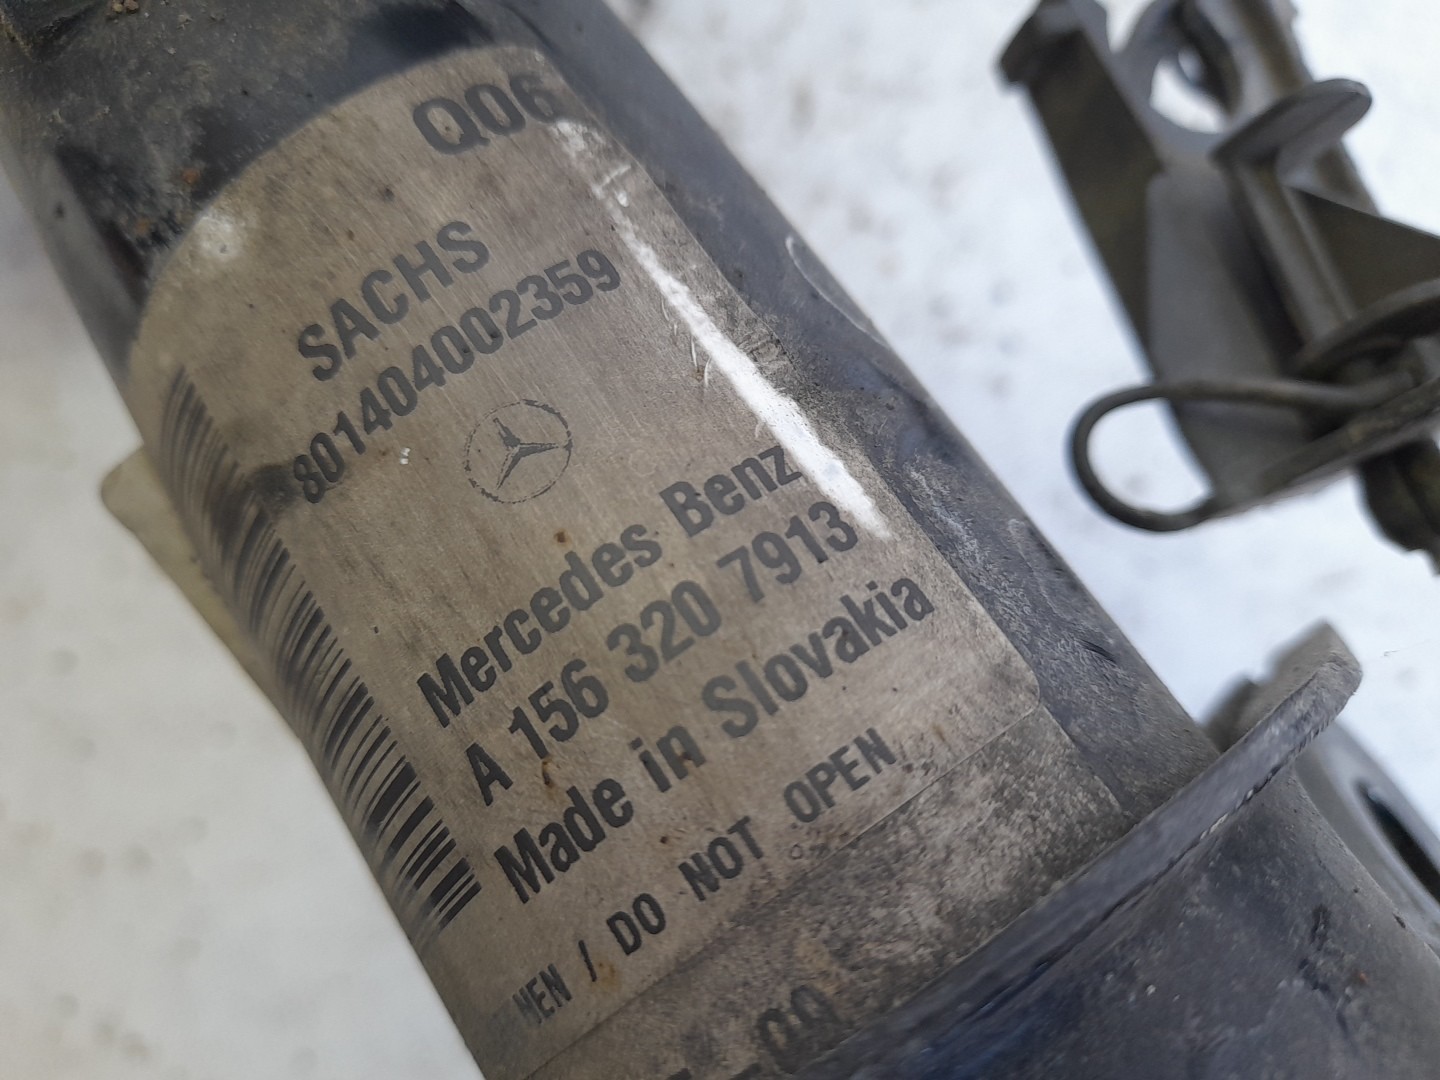 Q06
SACHS
801404002359
Mercedes Benz
A 156 320 7913
Made in Slovakia
/ DO NOT OPEN